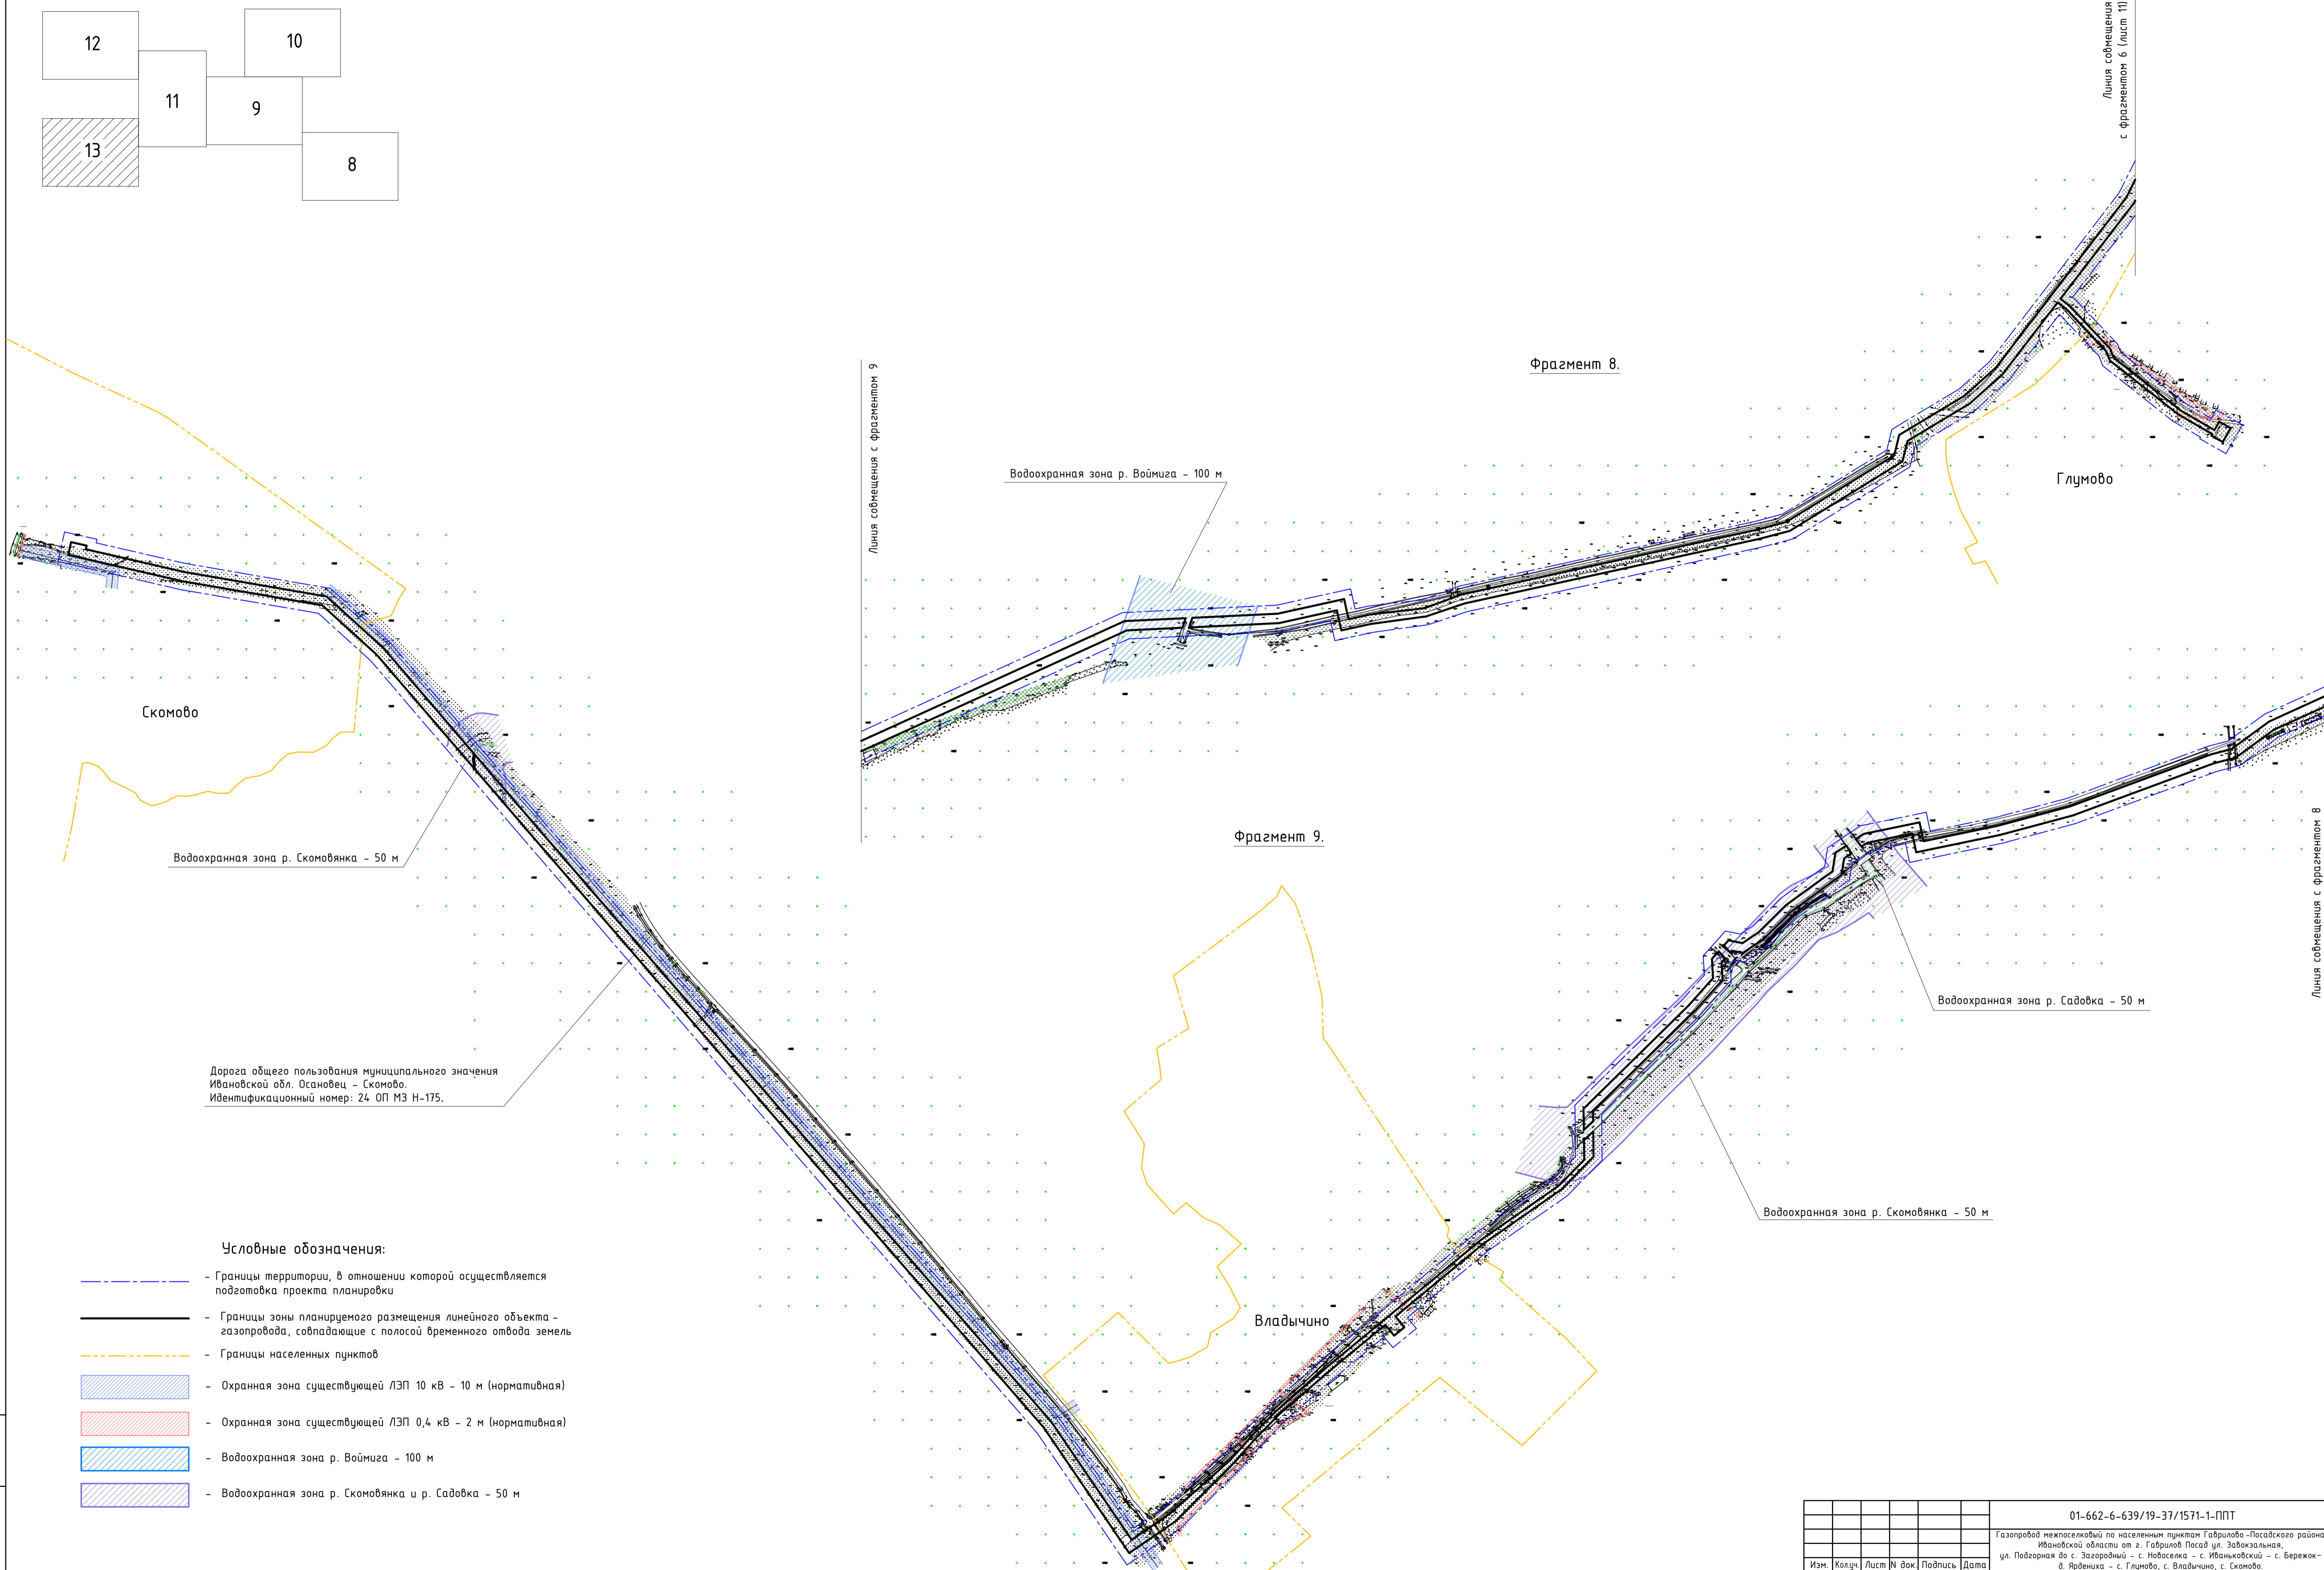 12
10
11
9
13
8
Линия совмещения
с фрагментом 6 (лист 11)
Фрагмент 8.
Линия совмещения с фрагментом 9
Водоохранная зона р. Воймига - 100 м
Глумово
Скомово
Водоохранная зона р. Скомовянка - 50 м
Фрагмент 9.
Линия совмещения с фрагментом 8
Водоохранная зона р. Садовка - 50 м
Дорога общего пользования муниципального значения
Ивановской обл. Осановец - Скомово.
Идентификационный номер: 24 ОП МЗ Н-175.
Водоохранная зона р. Скомовянка - 50 м
Владычино
Условные обозначения:
- Границы территории, в отношении которой осуществляется
подготовка проекта планировки
- Границы зоны планируемого размещения линейного объекта -
газопровода, совпадающие с полосой временного отвода земель
- Границы населенных пунктов
- Охранная зона существующей ЛЭП 10 кВ - 10 м (нормативная)
- Охранная зона существующей ЛЭП 0,4 кВ - 2 м (нормативная)
- Водоохранная зона р. Воймига - 100 м
- Водоохранная зона р. Скомовянка и р. Садовка - 50 м
01-662-6-639/19-37/1571-1-ППТ
Газопровод межпоселковый по населенным пунктам Гаврилово-Посадского района
Ивановской области от г. Гаврилов Посад ул. Завокзальная,
ул. Подгорная до с. Загородный - с. Новоселка - с. Иваньковский - с. Бережок-
д. Ярдениха - с. Глумово, с. Владычино, с. Скомово.
Изм. Кол.уч. Лист N док. Подпись Дата